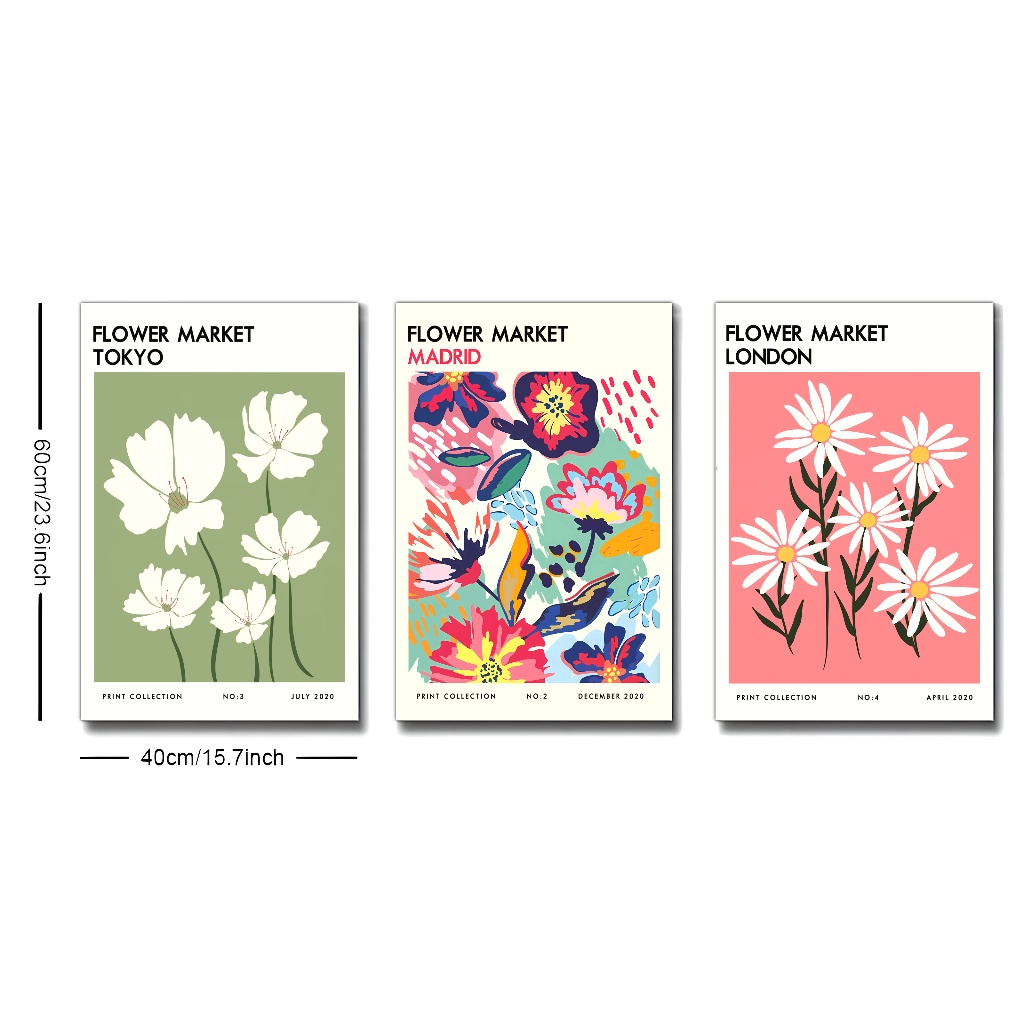 FLOWER MARKET
TOKYO
PRINT COLLECTION NO:3 JULY 2020
FLOWER MARKET
MADRID
PRINT COLLECTION NO:2 DECEMBER 2020
FLOWER MARKET
LONDON
PRINT COLLECTION NO:4 APRIL 2020
60cm/23.6inch
40cm/15.7inch